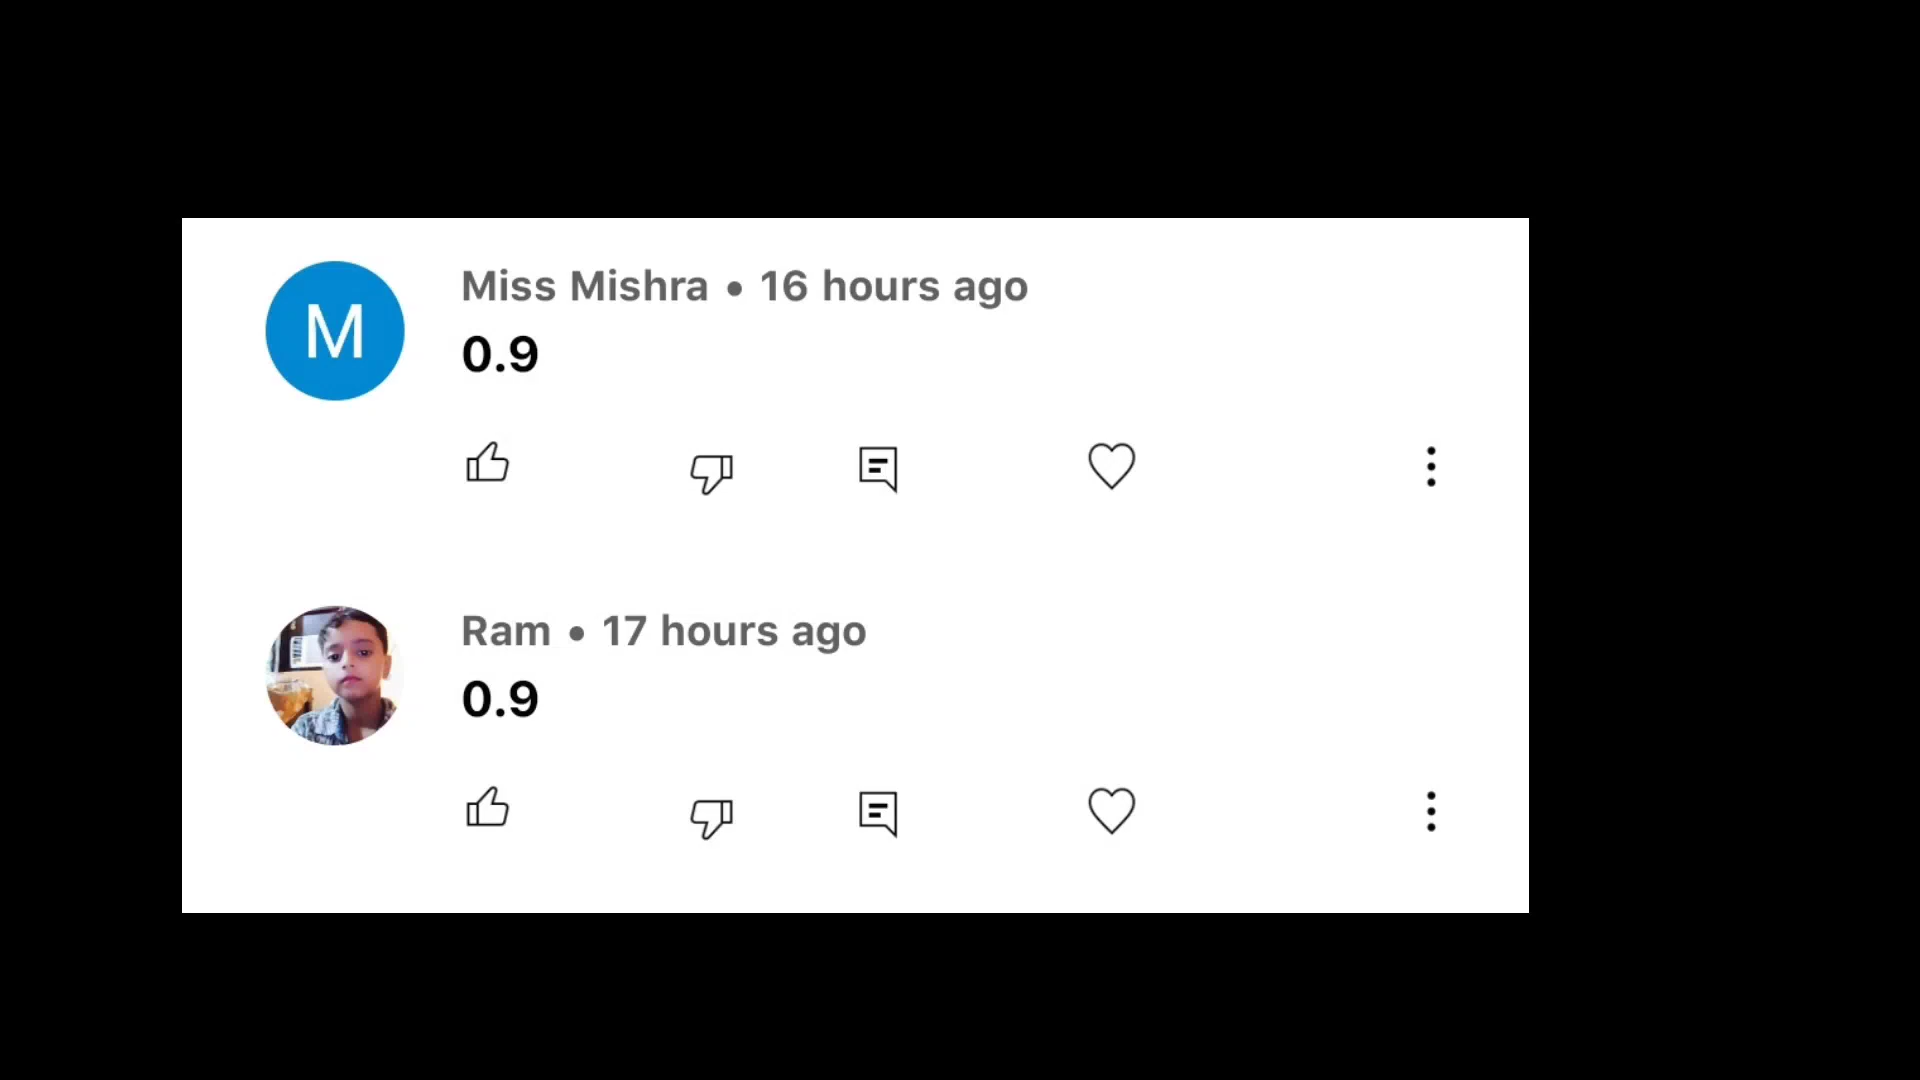 M
Miss Mishra • 16 hours ago
0.9
Ram • 17 hours ago
0.9